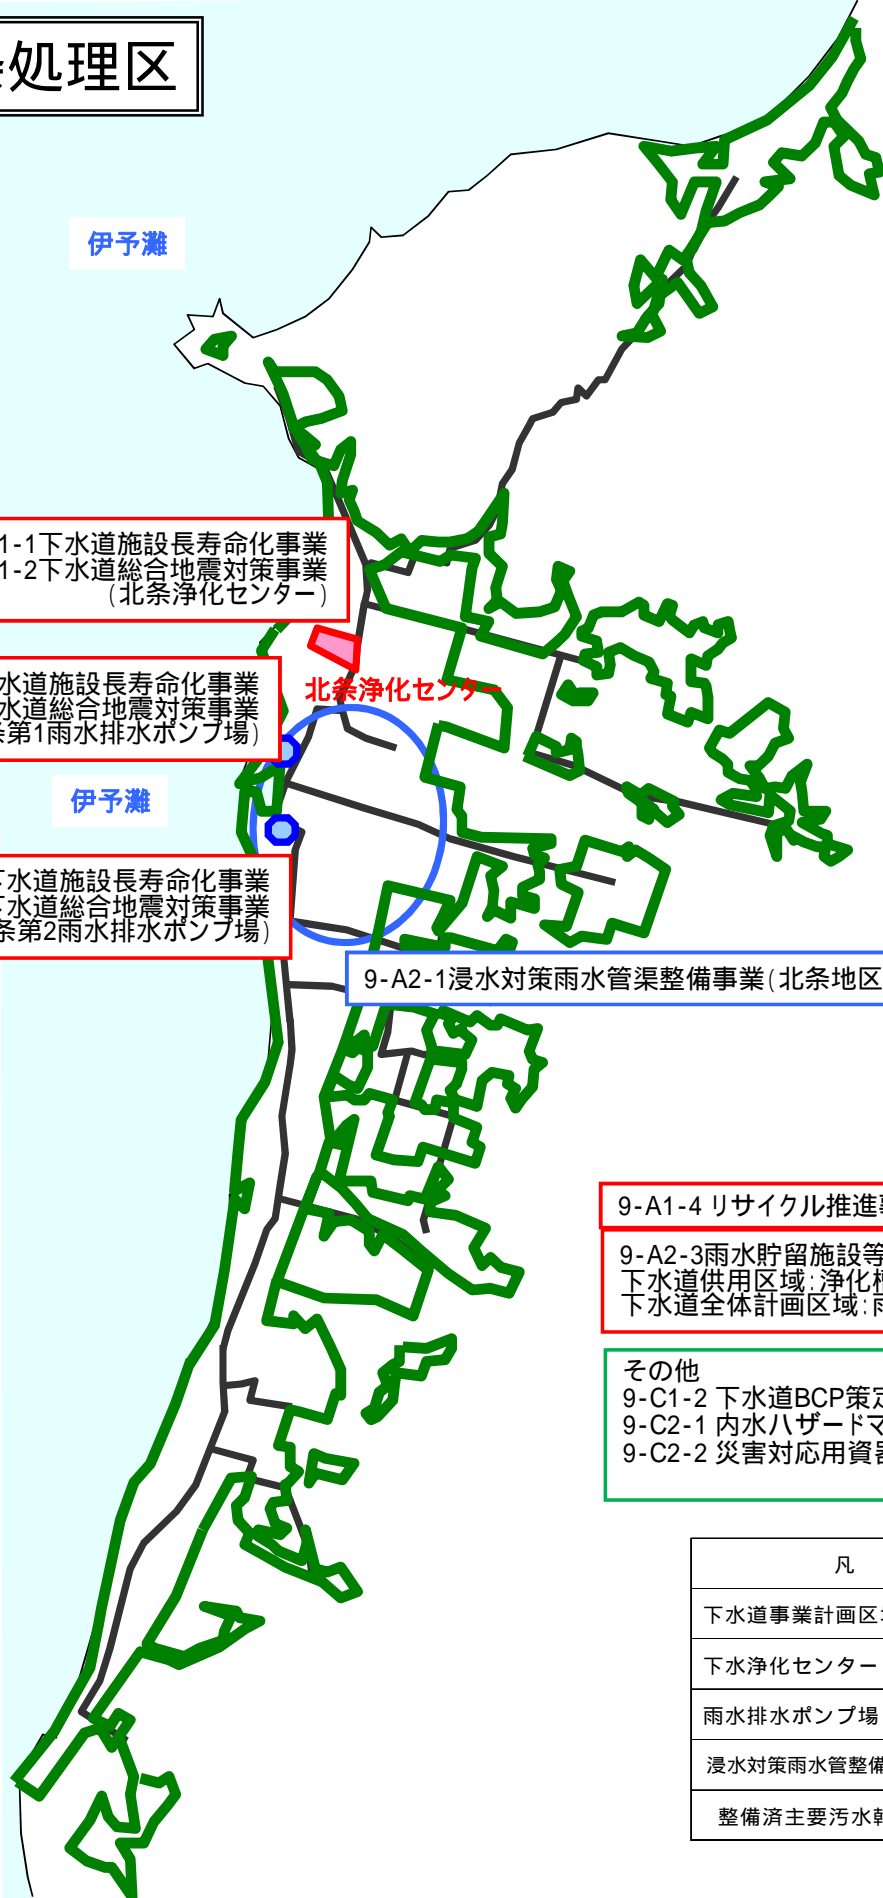 処理区
伊予灘
1-1下水道施設長寿命化事業
1-2下水道総合地震対策事業
(北条浄化センター)
水道施設長寿命化事業
水道総合地震対策事業
条第1雨水排水ポンプ場)
北条浄化センター
伊予灘
下水道施設長寿命化事業
下水道総合地震対策事業
条第2雨水排水ポンプ場)
9-A2-1浸水対策雨水管渠整備事業(北条地区
9-A1-4 リサイクル推進
9-A2-3雨水貯留施設等
下水道供用区域:浄化
下水道全体計画区域:雨
その他
9-C1-2 下水道BCP策定
9-C2-1 内水ハザードマ
9-C2-2 災害対応用資
凡
下水道事業計画区
下水浄化センター
雨水排水ポンプ場
浸水対策雨水管整備
整備済主要汚水